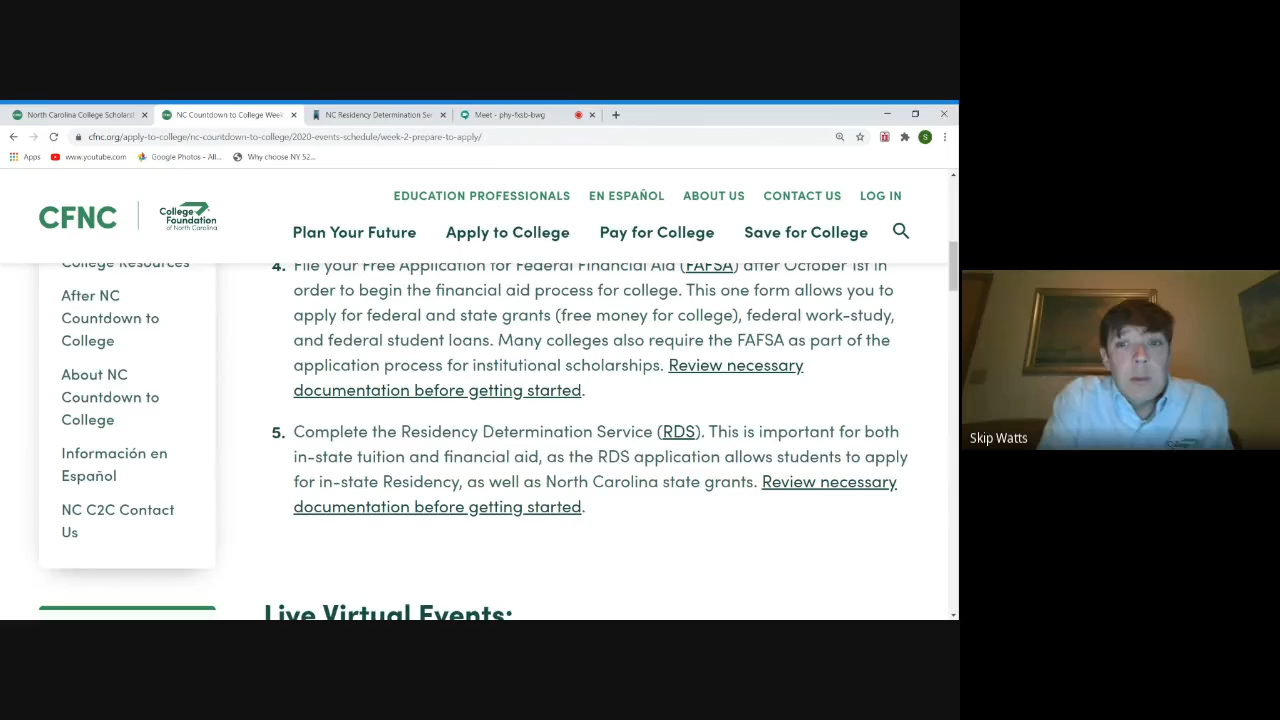 North Carolina College Scholarsl
NC Countdown to College Week
NC Residency Determination Ser
Meet - phy-fxsb-bwg
cfnc.org/apply-to-college/nc-countdown-to-college/2020-events-schedule/week-2-prepare-to-apply/
S
Apps
www.youtube.com
Google Photos - All...
Why choose NY 52...
EDUCATION PROFESSIONALS EN ESPAÑOL ABOUT US CONTACT US LOG IN
CFNC
College Foundation of North Carolina
Plan Your Future Apply to College Pay for College Save for College
College Resources
After NC
Countdown to
College
About NC
Countdown to
College
Información en
Español
NC C2C Contact
Us
4. File your Free Application for Federal Financial Aid (FAFSA) after October 1st in
order to begin the financial aid process for college. This one form allows you to
apply for federal and state grants (free money for college), federal work-study,
and federal student loans. Many colleges also require the FAFSA as part of the
application process for institutional scholarships. Review necessary
documentation before getting started.
5. Complete the Residency Determination Service (RDS). This is important for both
in-state tuition and financial aid, as the RDS application allows students to apply
for in-state Residency, as well as North Carolina state grants. Review necessary
documentation before getting started.
Live Virtual Events:
Skip Watts